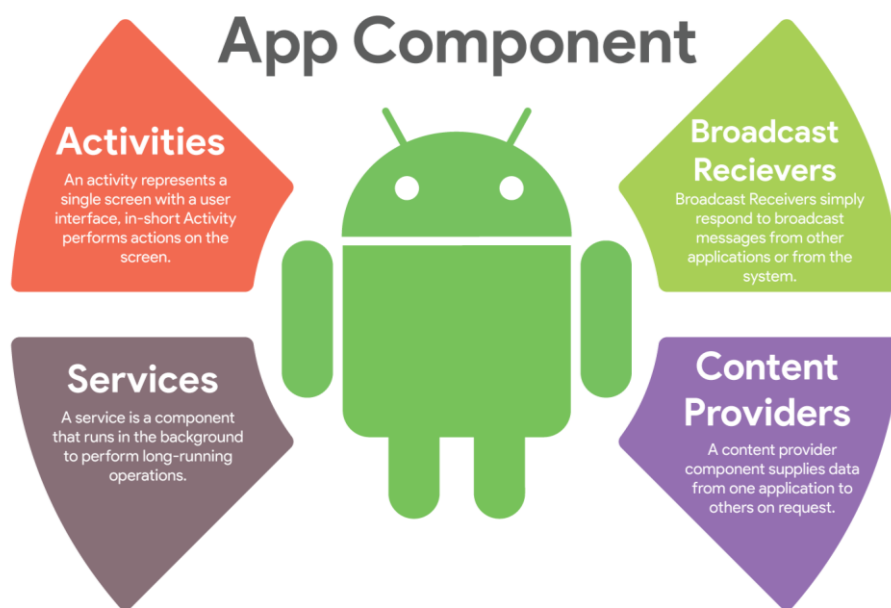 App Component
Activities
An activity represents a
single screen with a user
interface, in-short Activity
performs actions on the
screen.
Broadcast
Recievers
Broadcast Receivers simply
respond to broadcast
messages from other
applications or from the
system.
Services
A service is a component
that runs in the background
to perform long-running
operations.
Content
Providers
A content provider
component supplies data
from one application to
others on request.